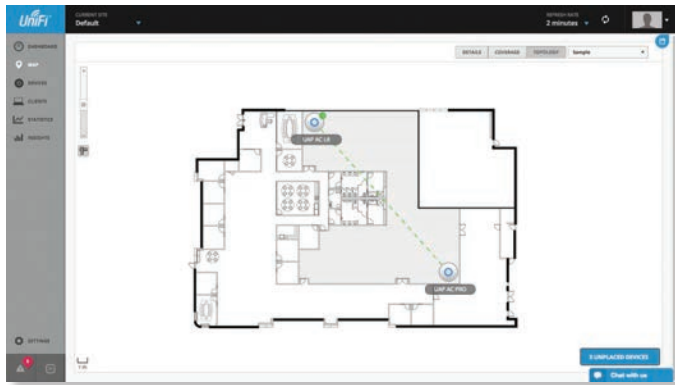 UniFi
CURRENT SITE
Default
REFRESH RATE
2 minutes
DASHBOARD
MAP
DEVICES
CLIENTS
STATISTICS
INSIGHTS
DETAILS
COVERAGE
TOPOLOGY
Sample
UAP AC LR
UAP AC PRO
SETTINGS
5 UNPLACED DEVICES
Chat with us